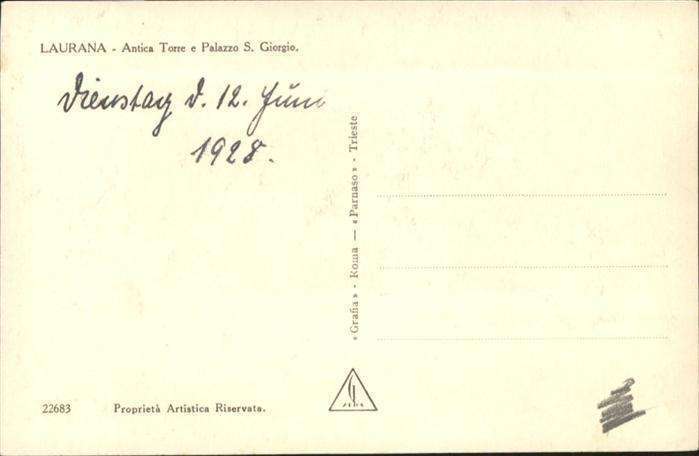 LAURANA - Antica Torre e Palazzo S. Giorgio.
Dienstag d. 12. Juni
1928.
«Grafia» - Roma — «Parnaso» - Trieste
22683 Proprietà Artistica Riservata.